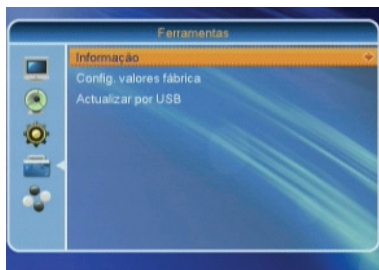 Ferramentas
Informação
Config. valores fábrica
Actualizar por USB